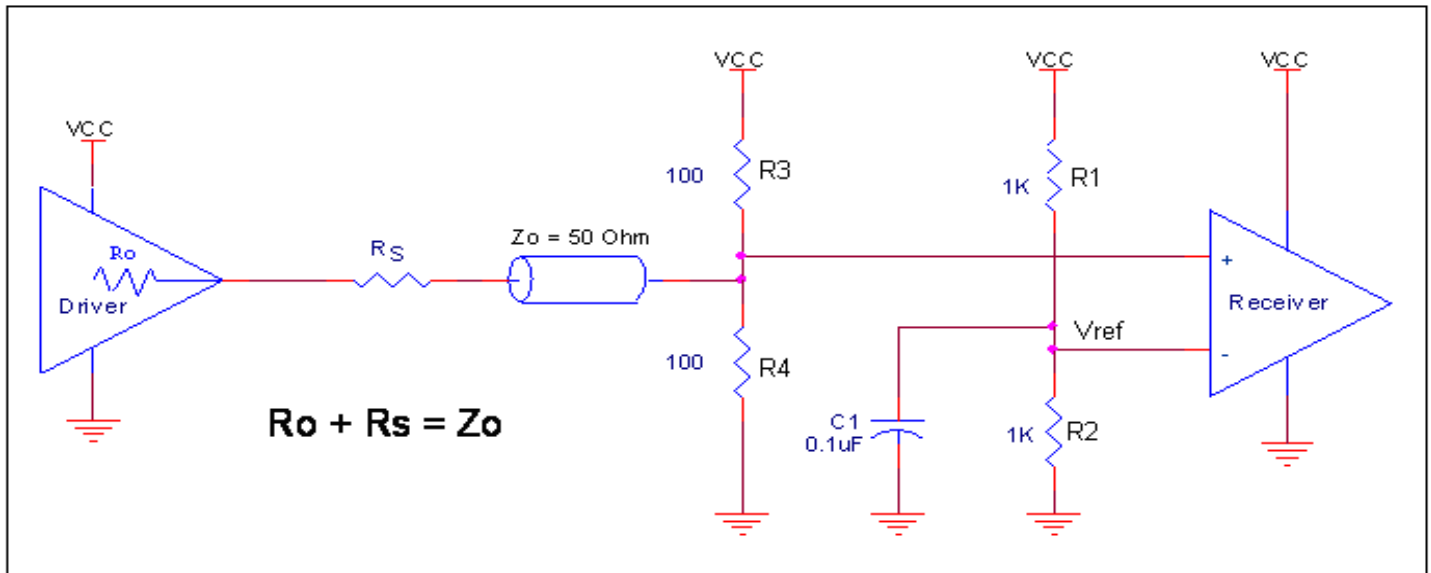 VCC
VCC
VCC
VCC
R3
100
R1
1K
Ro
Driver
RS
Zo = 50 Ohm
+
Receiver
Vref
-
R4
100
C1
0.1uF
R2
1K
Ro + Rs = Zo